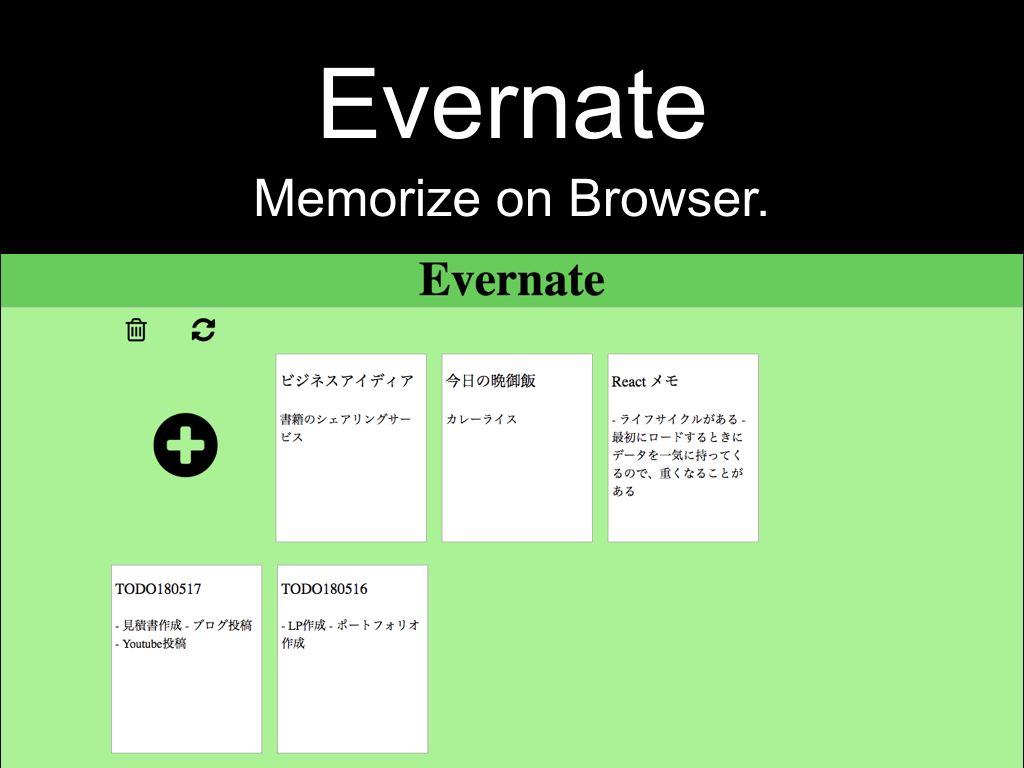 Evernate
Memorize on Browser.
Evernate
ビジネスアイディア
書籍のシェアリングサー
ビス
今日の晩御飯
カレーライス
React メモ
- ライフサイクルがある -
最初にロードするときに
データを一気に持ってく
るので、重くなることが
ある
TODO180517
- 見積書作成 - ブログ投稿
- Youtube投稿
TODO180516
- LP作成 - ポートフォリオ
作成